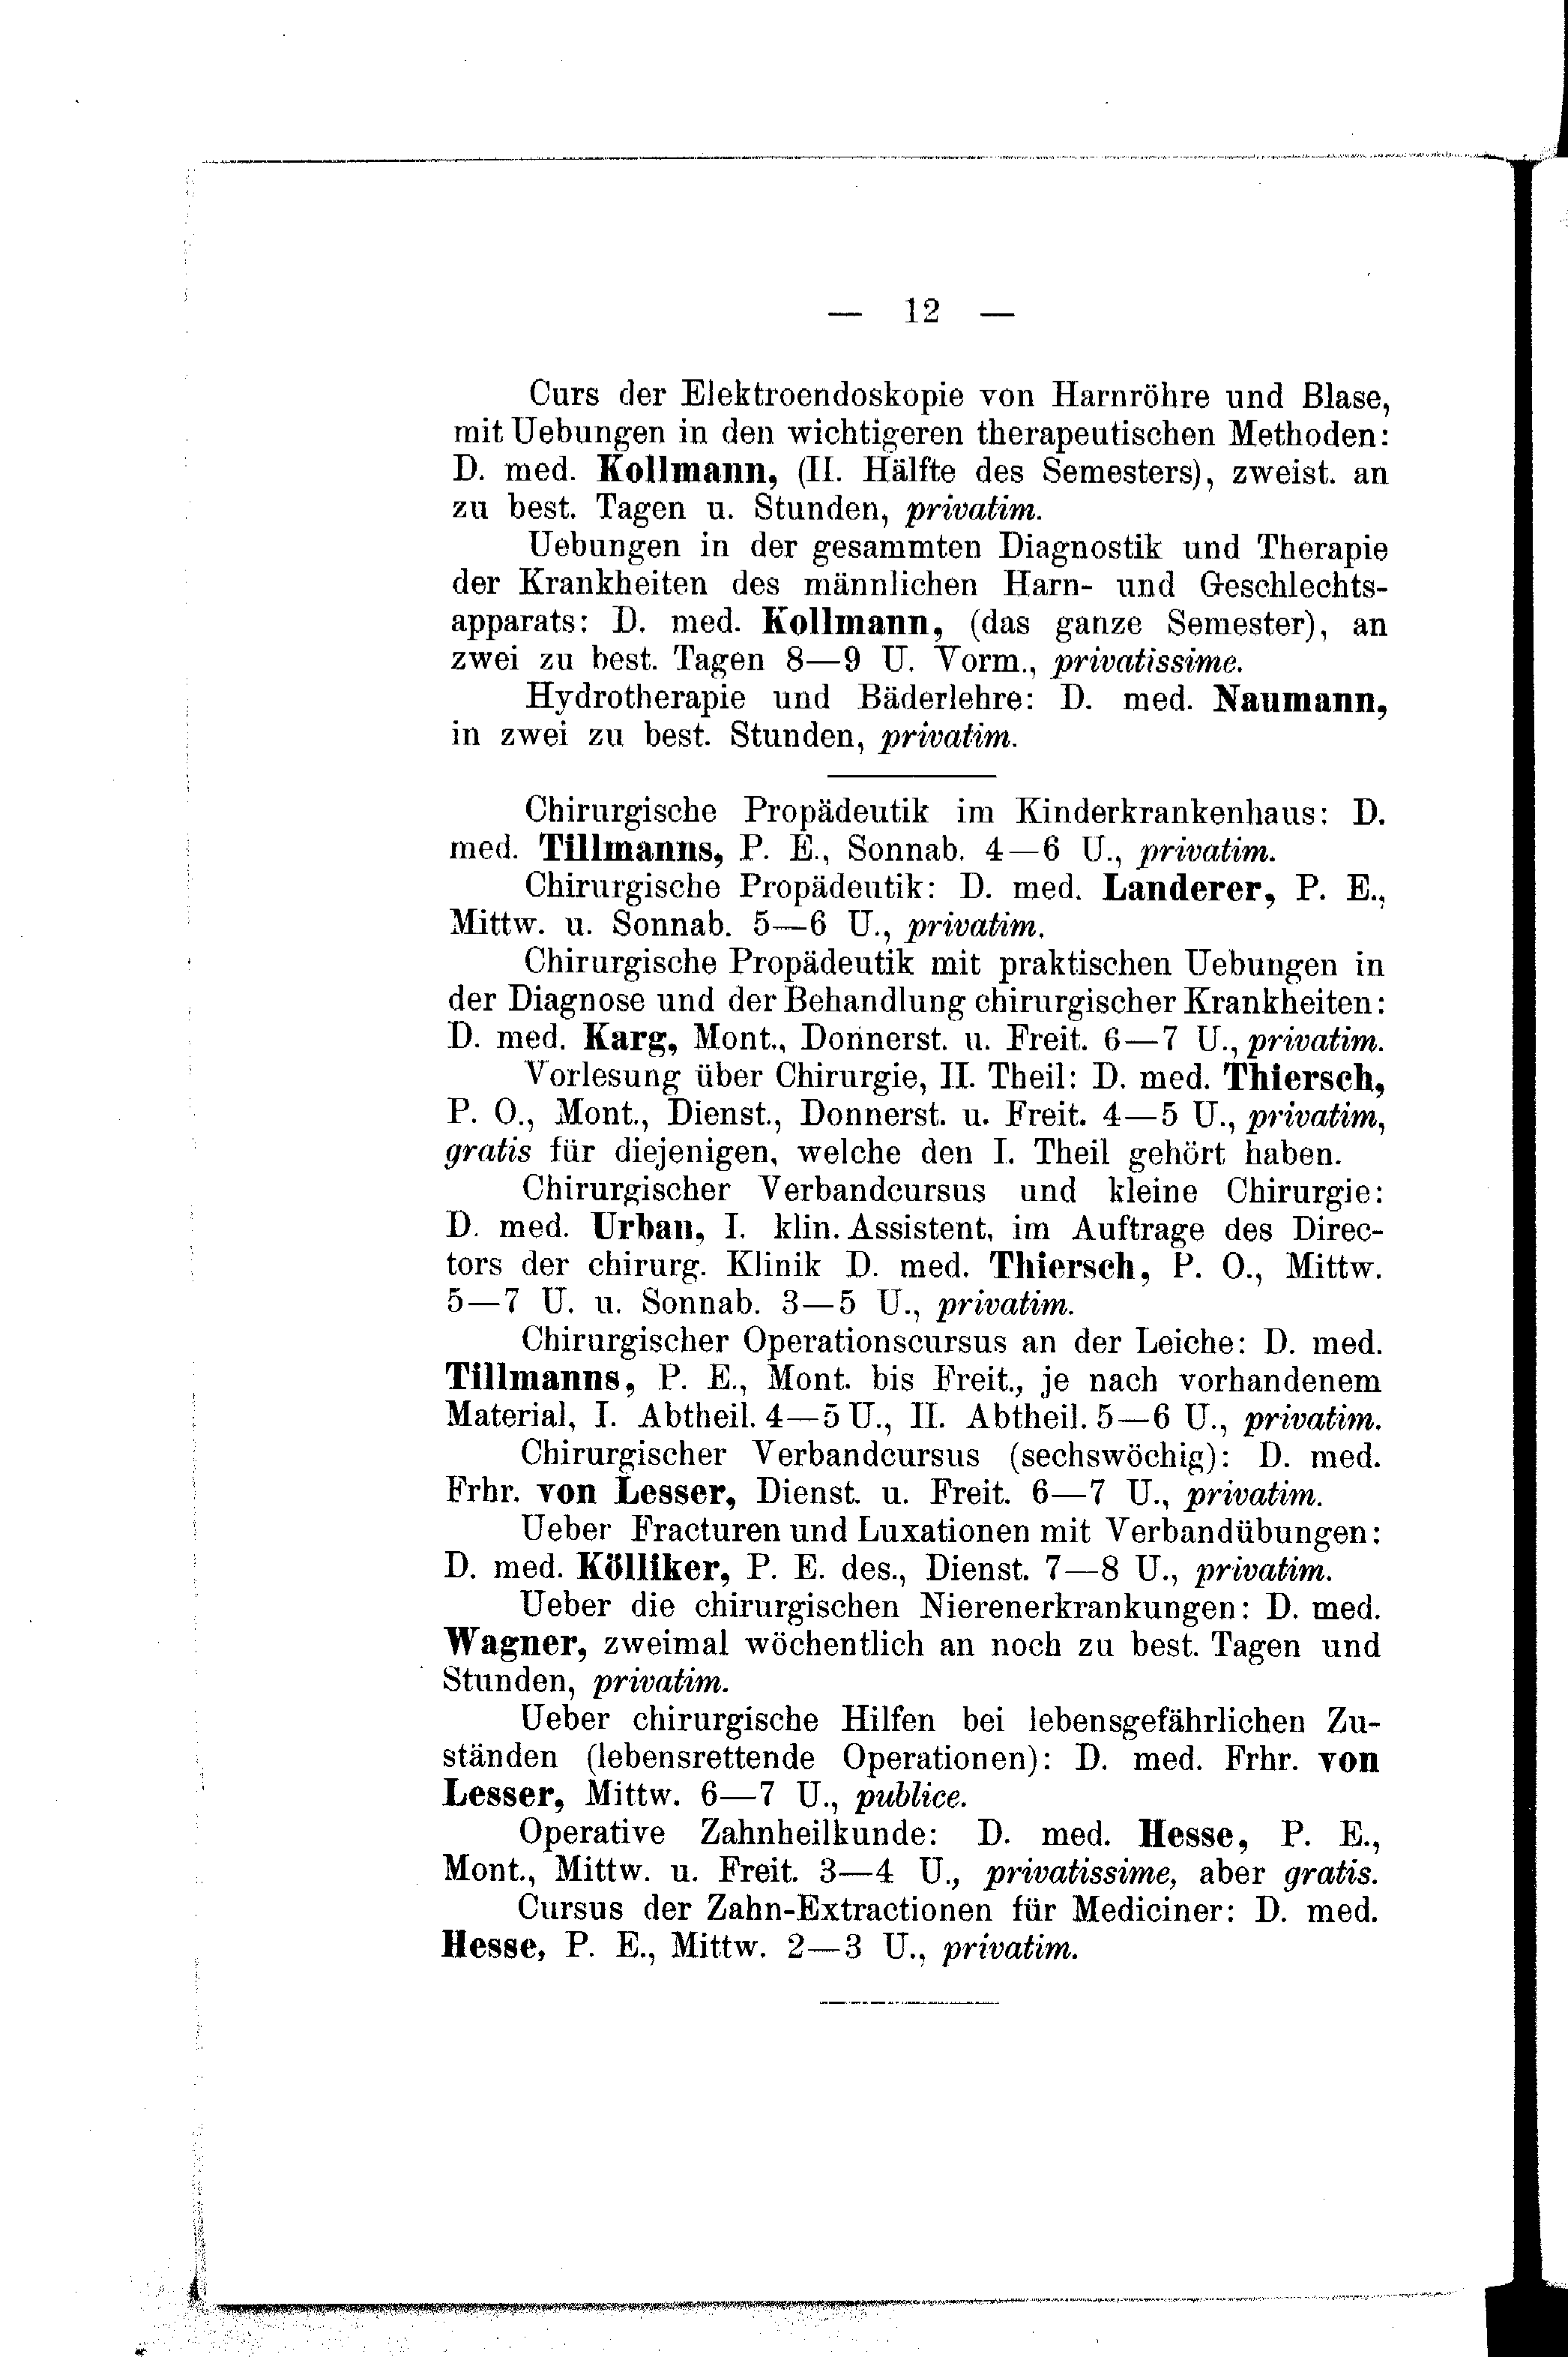 — 12 —
Curs der Elektroendoskopie von Harnröhre und Blase,
mit Uebungen in den wichtigeren therapeutischen Methoden:
D. med. Kollmann, (II. Hälfte des Semesters), zweist. an
zu best. Tagen u. Stunden, privatim.
Uebungen in der gesammten Diagnostik und Therapie
der Krankheiten des männlichen Harn- und Geschlechts-
apparats: D. med. Kollmann, (das ganze Semester), an
zwei zu best. Tagen 8—9 U. Vorm., privatissime.
Hydrotherapie und Bäderlehre: D. med. Naumann,
in zwei zu best. Stunden, privatim.
Chirurgische Propädeutik im Kinderkrankenhaus: D.
med. Tillmanns, P. E., Sonnab. 4—6 U., privatim.
Chirurgische Propädeutik: D. med. Landerer, P. E.,
Mittw. u. Sonnab. 5—6 U., privatim.
Chirurgische Propädeutik mit praktischen Uebungen in
der Diagnose und der Behandlung chirurgischer Krankheiten:
D. med. Karg, Mont., Donnerst. u. Freit. 6—7 U., privatim.
Vorlesung über Chirurgie, II. Theil: D. med. Thiersch,
P. O., Mont., Dienst., Donnerst. u. Freit. 4—5 U., privatim,
gratis für diejenigen, welche den I. Theil gehört haben.
Chirurgischer Verbandcursus und kleine Chirurgie:
D. med. Urban, I. klin. Assistent, im Auftrage des Direc-
tors der chirurg. Klinik D. med. Thiersch, P. O., Mittw.
5—7 U. u. Sonnab. 3—5 U., privatim.
Chirurgischer Operationscursus an der Leiche: D. med.
Tillmanns, P. E., Mont. bis Freit., je nach vorhandenem
Material, I. Abtheil. 4—5 U., II. Abtheil. 5—6 U., privatim.
Chirurgischer Verbandcursus (sechswöchig): D. med.
Frhr. von Lesser, Dienst. u. Freit. 6—7 U., privatim.
Ueber Fracturen und Luxationen mit Verbandübungen:
D. med. Kölliker, P. E. des., Dienst. 7—8 U., privatim.
Ueber die chirurgischen Nierenerkrankungen: D. med.
Wagner, zweimal wöchentlich an noch zu best. Tagen und
Stunden, privatim.
Ueber chirurgische Hilfen bei lebensgefährlichen Zu-
ständen (lebensrettende Operationen): D. med. Frhr. von
Lesser, Mittw. 6—7 U., publice.
Operative Zahnheilkunde: D. med. Hesse, P. E.,
Mont., Mittw. u. Freit. 3—4 U., privatissime, aber gratis.
Cursus der Zahn-Extractionen für Mediciner: D. med.
Hesse, P. E., Mittw. 2—3 U., privatim.